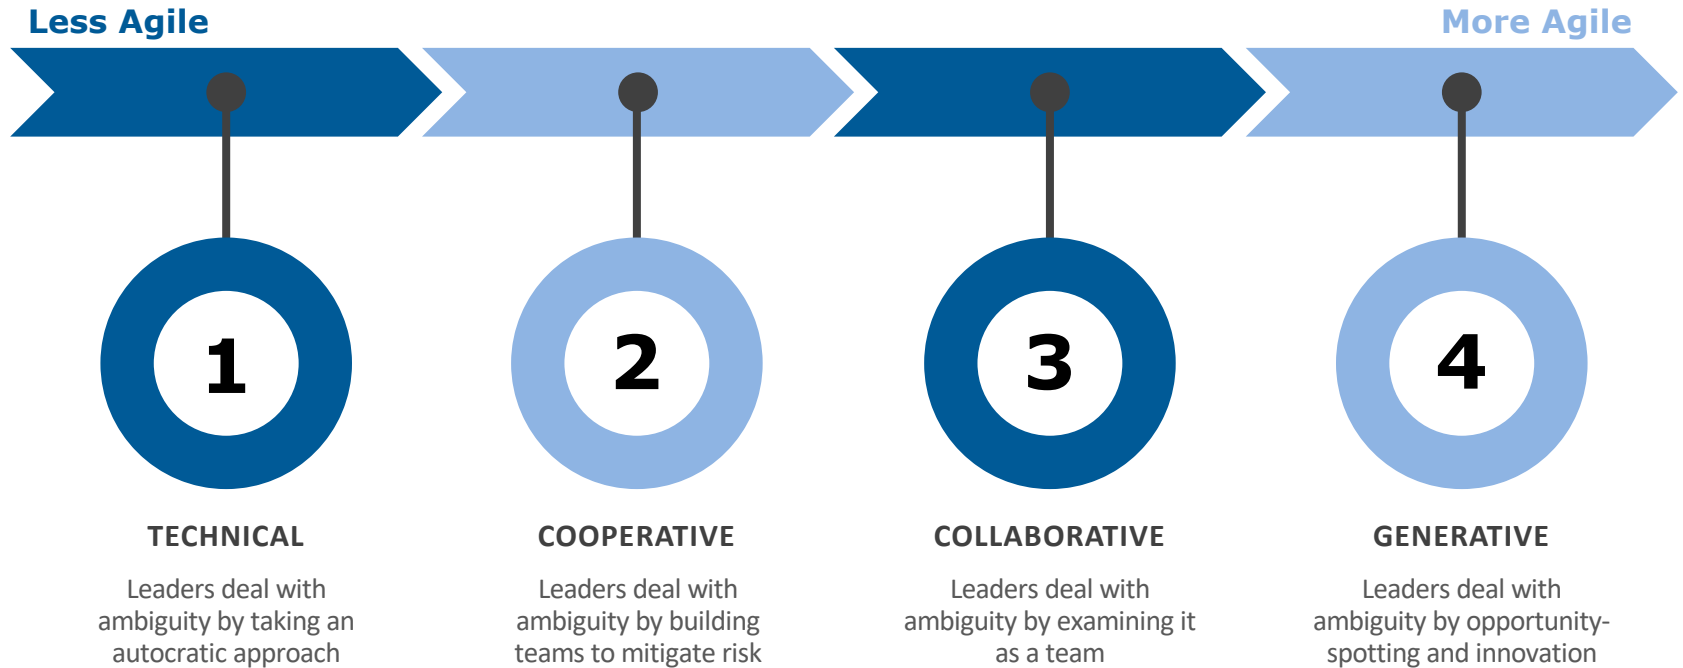 Less Agile
More Agile
1
2
3
4
TECHNICAL
Leaders deal with
ambiguity by taking an
autocratic approach
COOPERATIVE
Leaders deal with
ambiguity by building
teams to mitigate risk
COLLABORATIVE
Leaders deal with
ambiguity by examining it
as a team
GENERATIVE
Leaders deal with
ambiguity by opportunity-
spotting and innovation